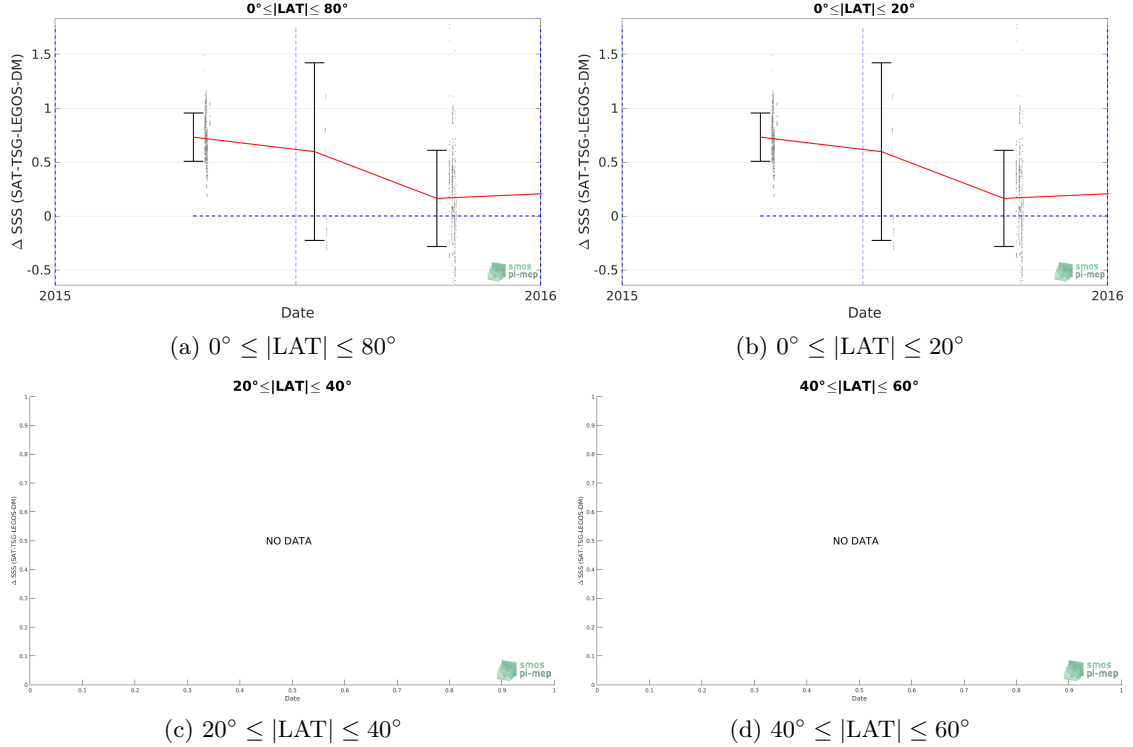 0°≤|LAT|≤ 80°
Δ SSS (SAT-TSG-LEGOS-DM)
1.5
1
0.5
0
-0.5
2015
2016
Date
smos
pi-mep
(a) 0° ≤ |LAT| ≤ 80°
0°≤|LAT|≤ 20°
Δ SSS (SAT-TSG-LEGOS-DM)
1.5
1
0.5
0
-0.5
2015
2016
Date
smos
pi-mep
(b) 0° ≤ |LAT| ≤ 20°
20°≤|LAT|≤ 40°
Δ SSS (SAT-TSG-LEGOS-DM)
1
0.9
0.8
0.7
0.6
0.5
0.4
0.3
0.2
0.1
0
NO DATA
0 0.1 0.2 0.3 0.4 0.5 0.6 0.7 0.8 0.9 1
Date
smos
pi-mep
(c) 20° ≤ |LAT| ≤ 40°
40°≤|LAT|≤ 60°
Δ SSS (SAT-TSG-LEGOS-DM)
1
0.9
0.8
0.7
0.6
0.5
0.4
0.3
0.2
0.1
0
NO DATA
0 0.1 0.2 0.3 0.4 0.5 0.6 0.7 0.8 0.9 1
Date
smos
pi-mep
(d) 40° ≤ |LAT| ≤ 60°